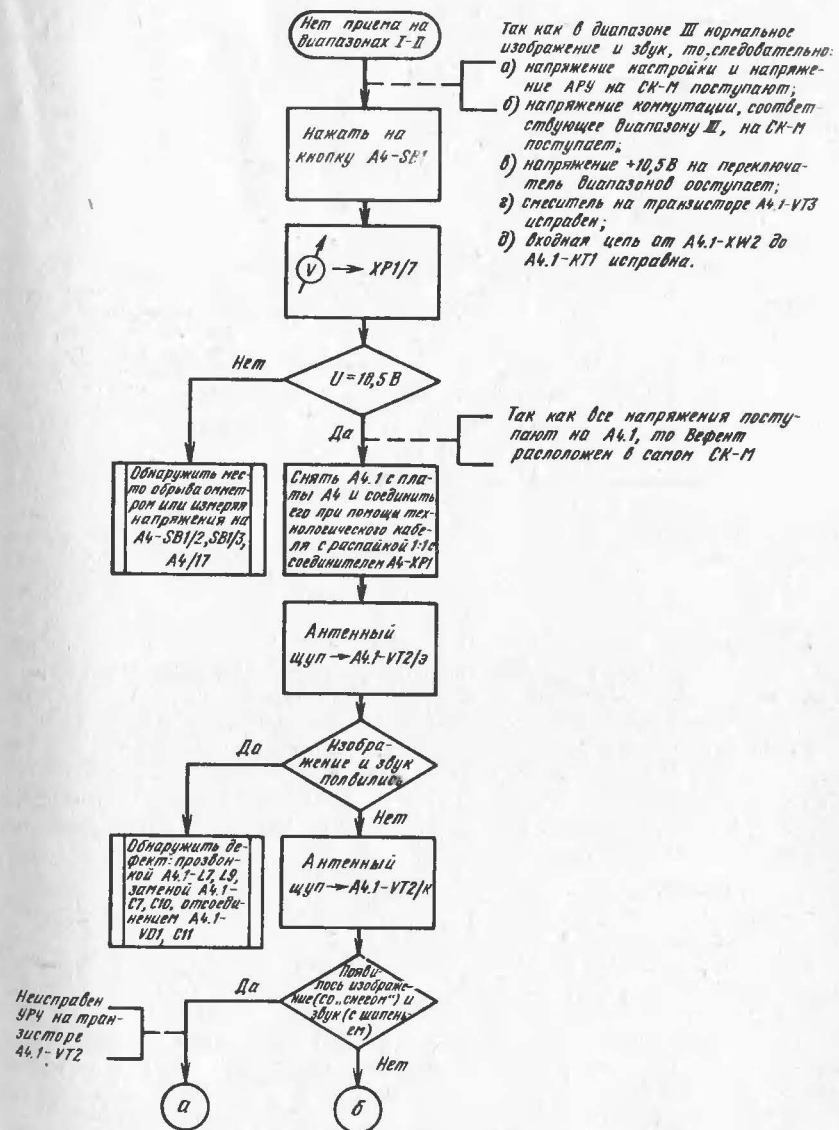 Нет приема на
диапазонах I-II
Так как в диапазоне III нормальное
изображение и звук, то, следовательно:
а) напряжение настройки и напряже-
ние АРУ на СК-М поступают;
б) напряжение коммутации, соответ-
ствующее диапазону III, на СК-М
поступает;
в) напряжение +10,5 В на переключа-
тель диапазонов ооступает;
г) смеситель на транзисторе А4.1-VT3
исправен;
д) входная цепь от А4.1-XW2 до
А4.1-КТ1 исправна.
Нажать на
кнопку А4-SB1
V → XP1/7
Нет
U = 10,5 В
Да
Так как все напряжения посту-
пают на А4.1, то Вефент
расположен в самом СК-М
Обнаружить мес-
то обрыва оммет-
ром или измеряя
напряжения на
А4-SB1/2, SB1/3,
А4/17
Снять А4.1 с пла-
ты А4 и соединить
его при помощи тех-
нологического кабе-
ля с распайкой 1:1 с
соединителем А4-XP1
Антенный
щуп → А4.1-VT2/э
Да
Изобра-
жение и звук
появились
Нет
Обнаружить де-
фект: прозвон-
кой А4.1-L7, L9,
заменой А4.1-
С7, С10, отсоеди-
нением А4.1-
VD1, С11
Антенный
щуп → А4.1-VT2/к
Да
Появи-
лось изображе-
ние (со „снегом“) и
звук (с шипень-
ем)
Нет
Неисправен
УРЧ на тран-
зисторе
А4.1-VT2
а
б